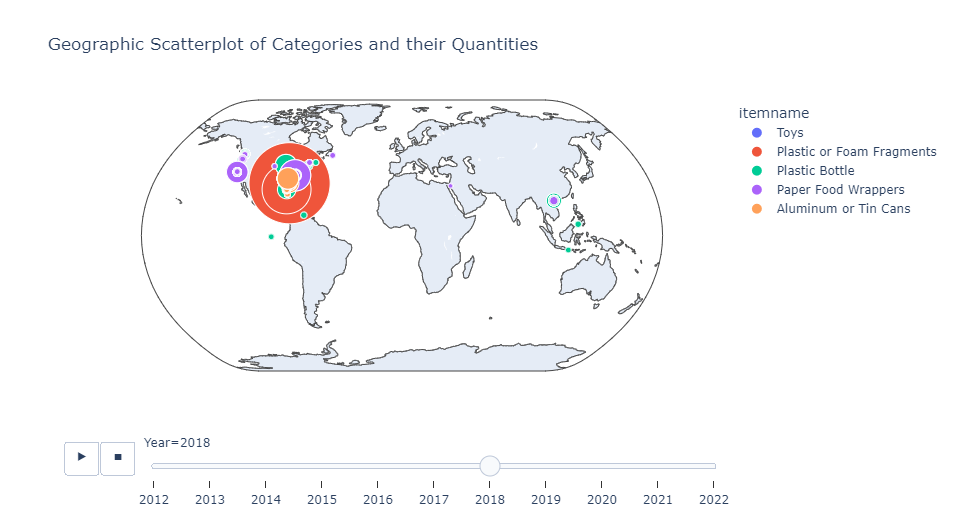 Geographic Scatterplot of Categories and their Quantities
itemname
Toys
Plastic or Foam Fragments
Plastic Bottle
Paper Food Wrappers
Aluminum or Tin Cans
Year=2018
2012 2013 2014 2015 2016 2017 2018 2019 2020 2021 2022